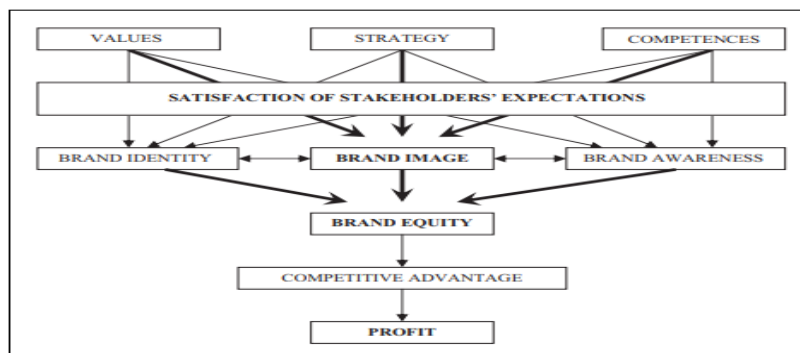 VALUES STRATEGY COMPETENCES
SATISFACTION OF STAKEHOLDERS' EXPECTATIONS
BRAND IDENTITY BRAND IMAGE BRAND AWARENESS
BRAND EQUITY
COMPETITIVE ADVANTAGE
PROFIT